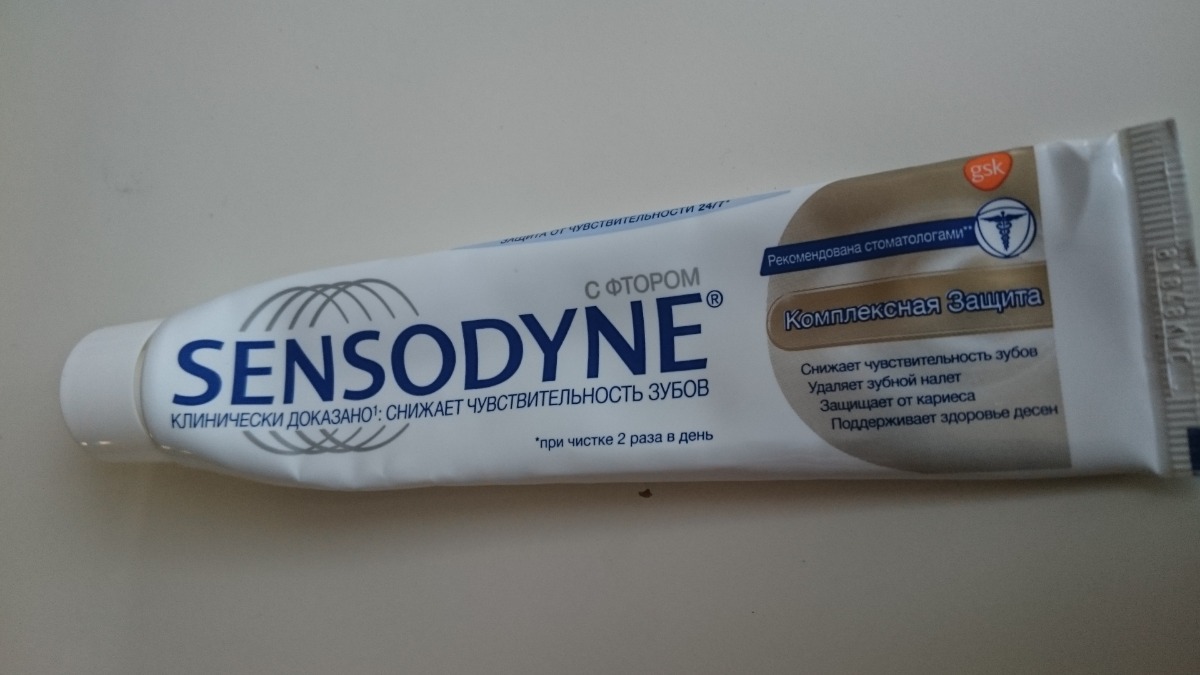 ЗАЩИТА ОТ ЧУВСТВИТЕЛЬНОСТИ 24/7*
С ФТОРОМ
SENSODYNE®
КЛИНИЧЕСКИ ДОКАЗАНО¹: СНИЖАЕТ ЧУВСТВИТЕЛЬНОСТЬ ЗУБОВ
*при чистке 2 раза в день
gsk
Рекомендована стоматологами**
Комплексная Защита
Снижает чувствительность зубов
Удаляет зубной налет
Защищает от кариеса
Поддерживает здоровье десен